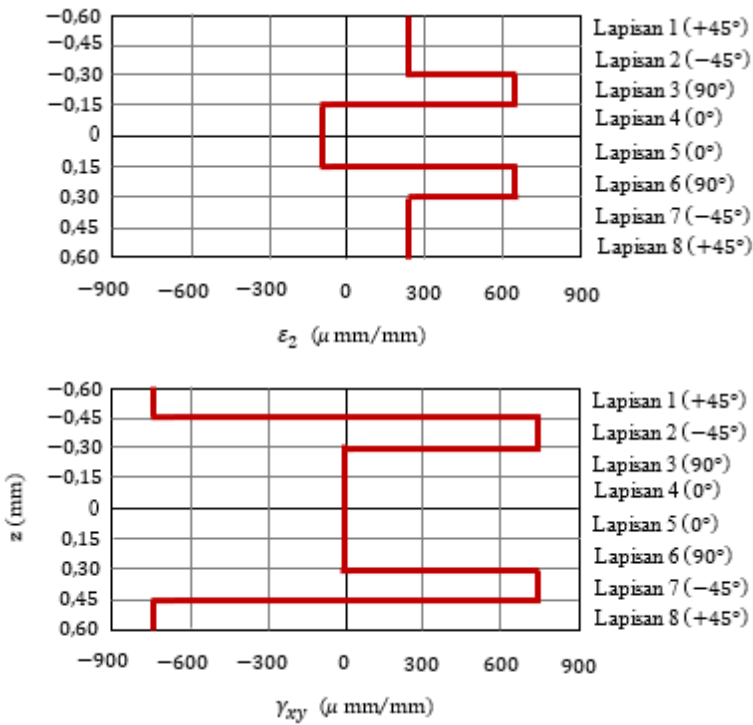 −0,60 Lapisan 1 (+45°)
−0,45 Lapisan 2 (−45°)
−0,30 Lapisan 3 (90°)
−0,15 Lapisan 4 (0°)
0 Lapisan 5 (0°)
0,15 Lapisan 6 (90°)
0,30 Lapisan 7 (−45°)
0,45 Lapisan 8 (+45°)
0,60
−900 −600 −300 0 300 600 900
ε₂ (μ mm/mm)
−0,60 Lapisan 1 (+45°)
−0,45 Lapisan 2 (−45°)
−0,30 Lapisan 3 (90°)
−0,15 Lapisan 4 (0°)
0 Lapisan 5 (0°)
0,15 Lapisan 6 (90°)
0,30 Lapisan 7 (−45°)
0,45 Lapisan 8 (+45°)
0,60
z (mm)
−900 −600 −300 0 300 600 900
γxy (μ mm/mm)